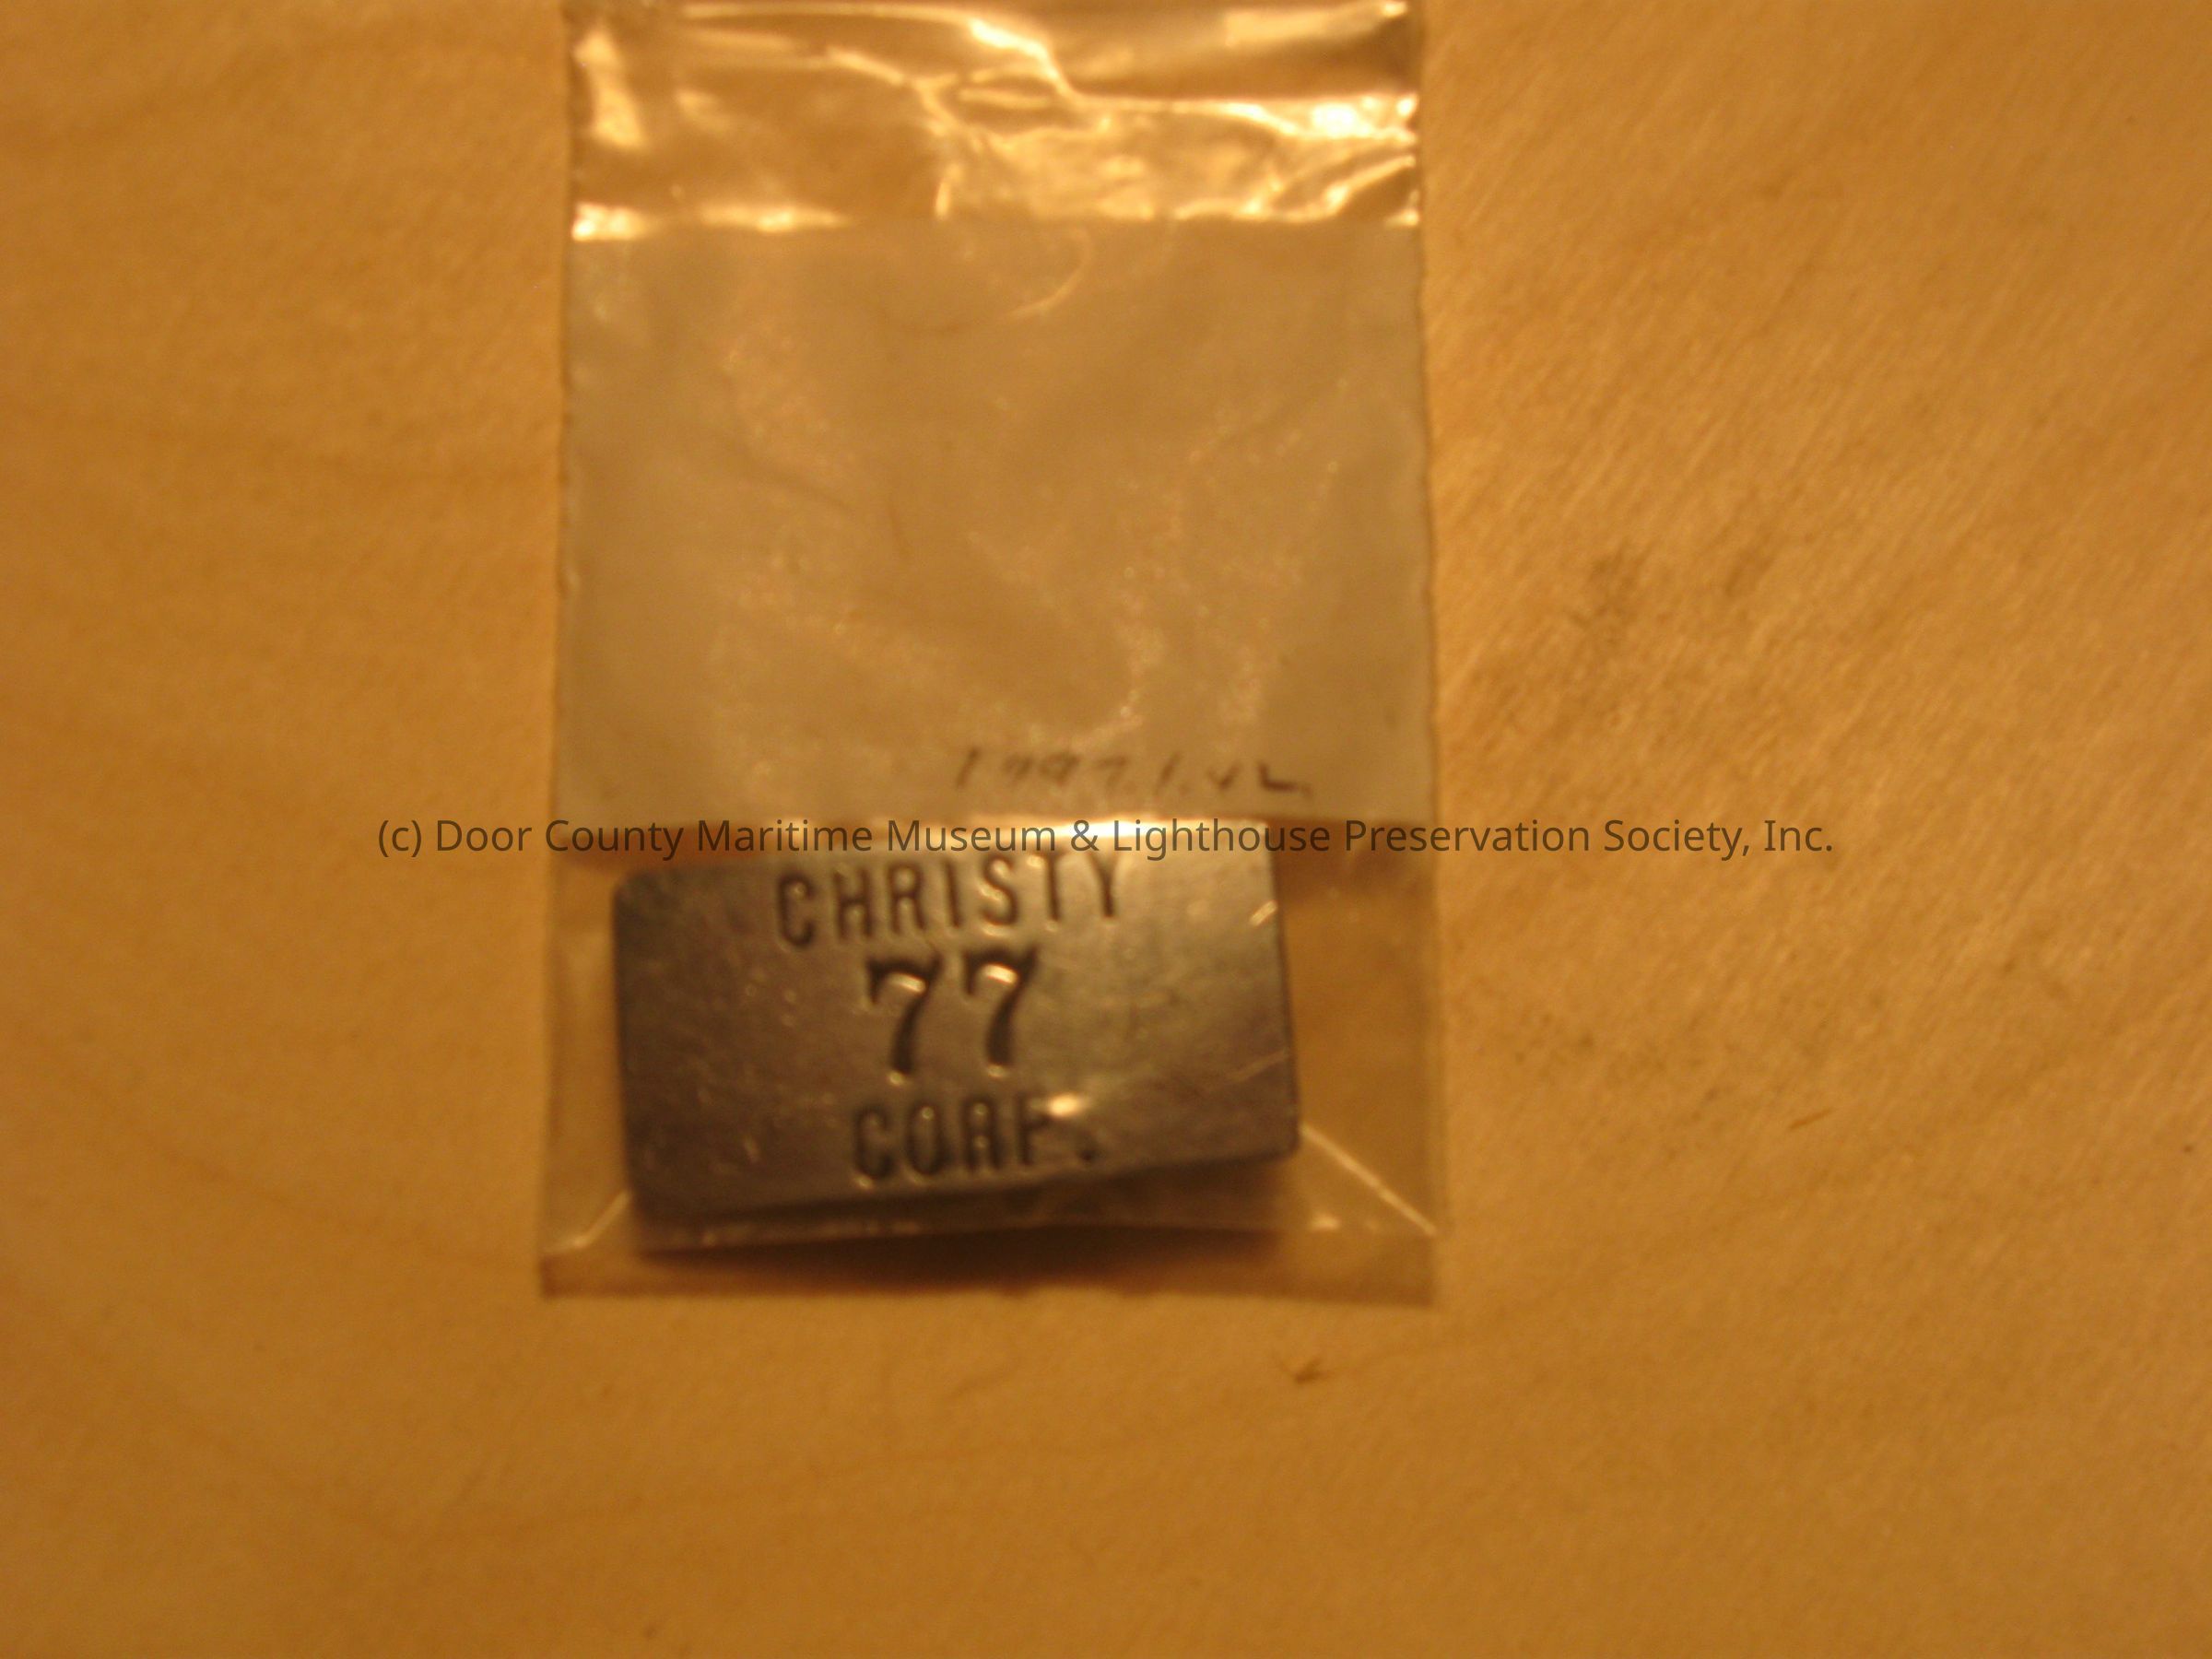 (c) Door County Maritime Museum & Lighthouse Preservation Society, Inc.
CHRISTY
77
CORP.